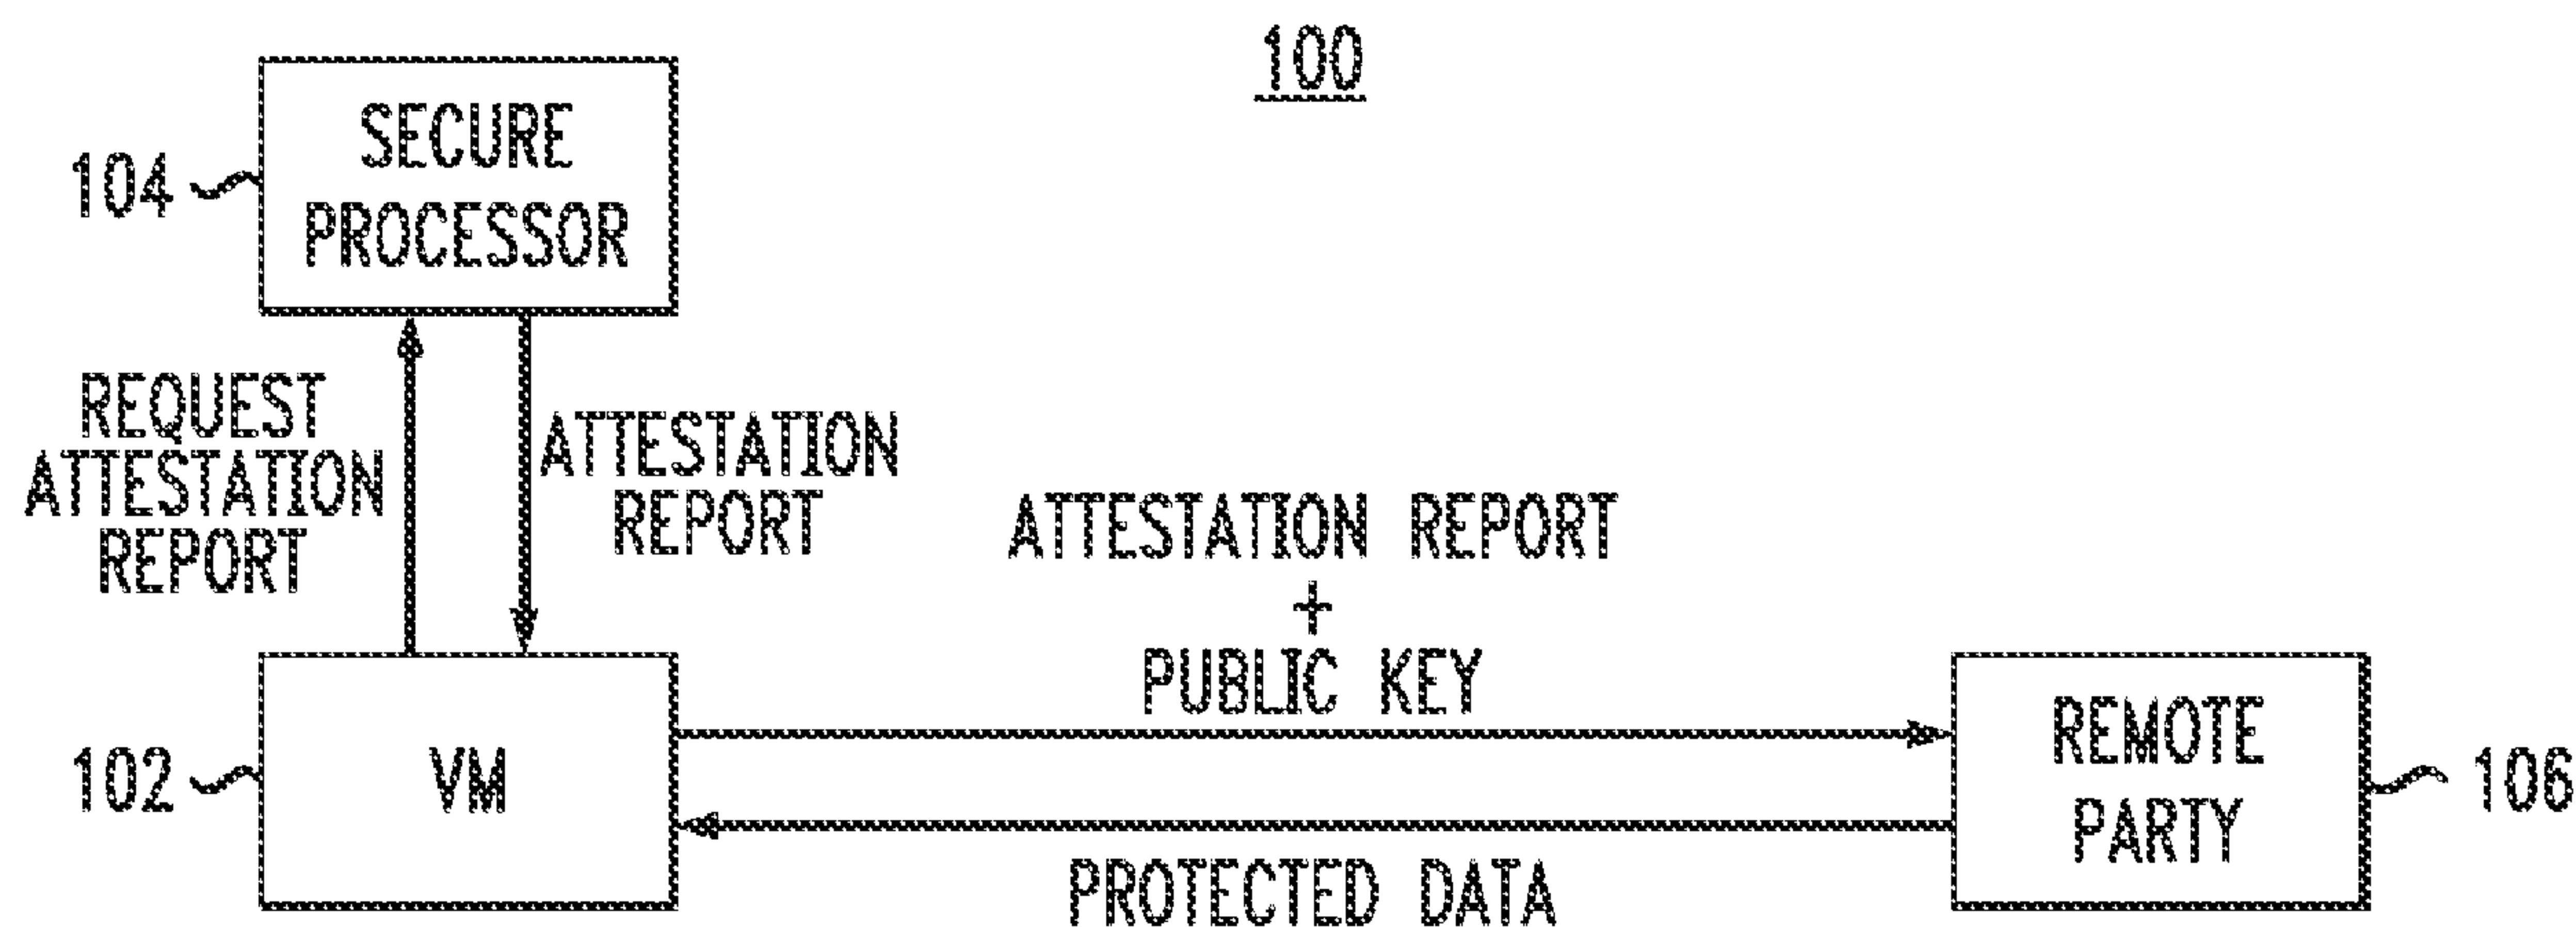 100
SECURE
PROCESSOR
104
REQUEST
ATTESTATION
REPORT
ATTESTATION
REPORT
ATTESTATION REPORT
+
PUBLIC KEY
102
VM
REMOTE
PARTY
106
PROTECTED DATA